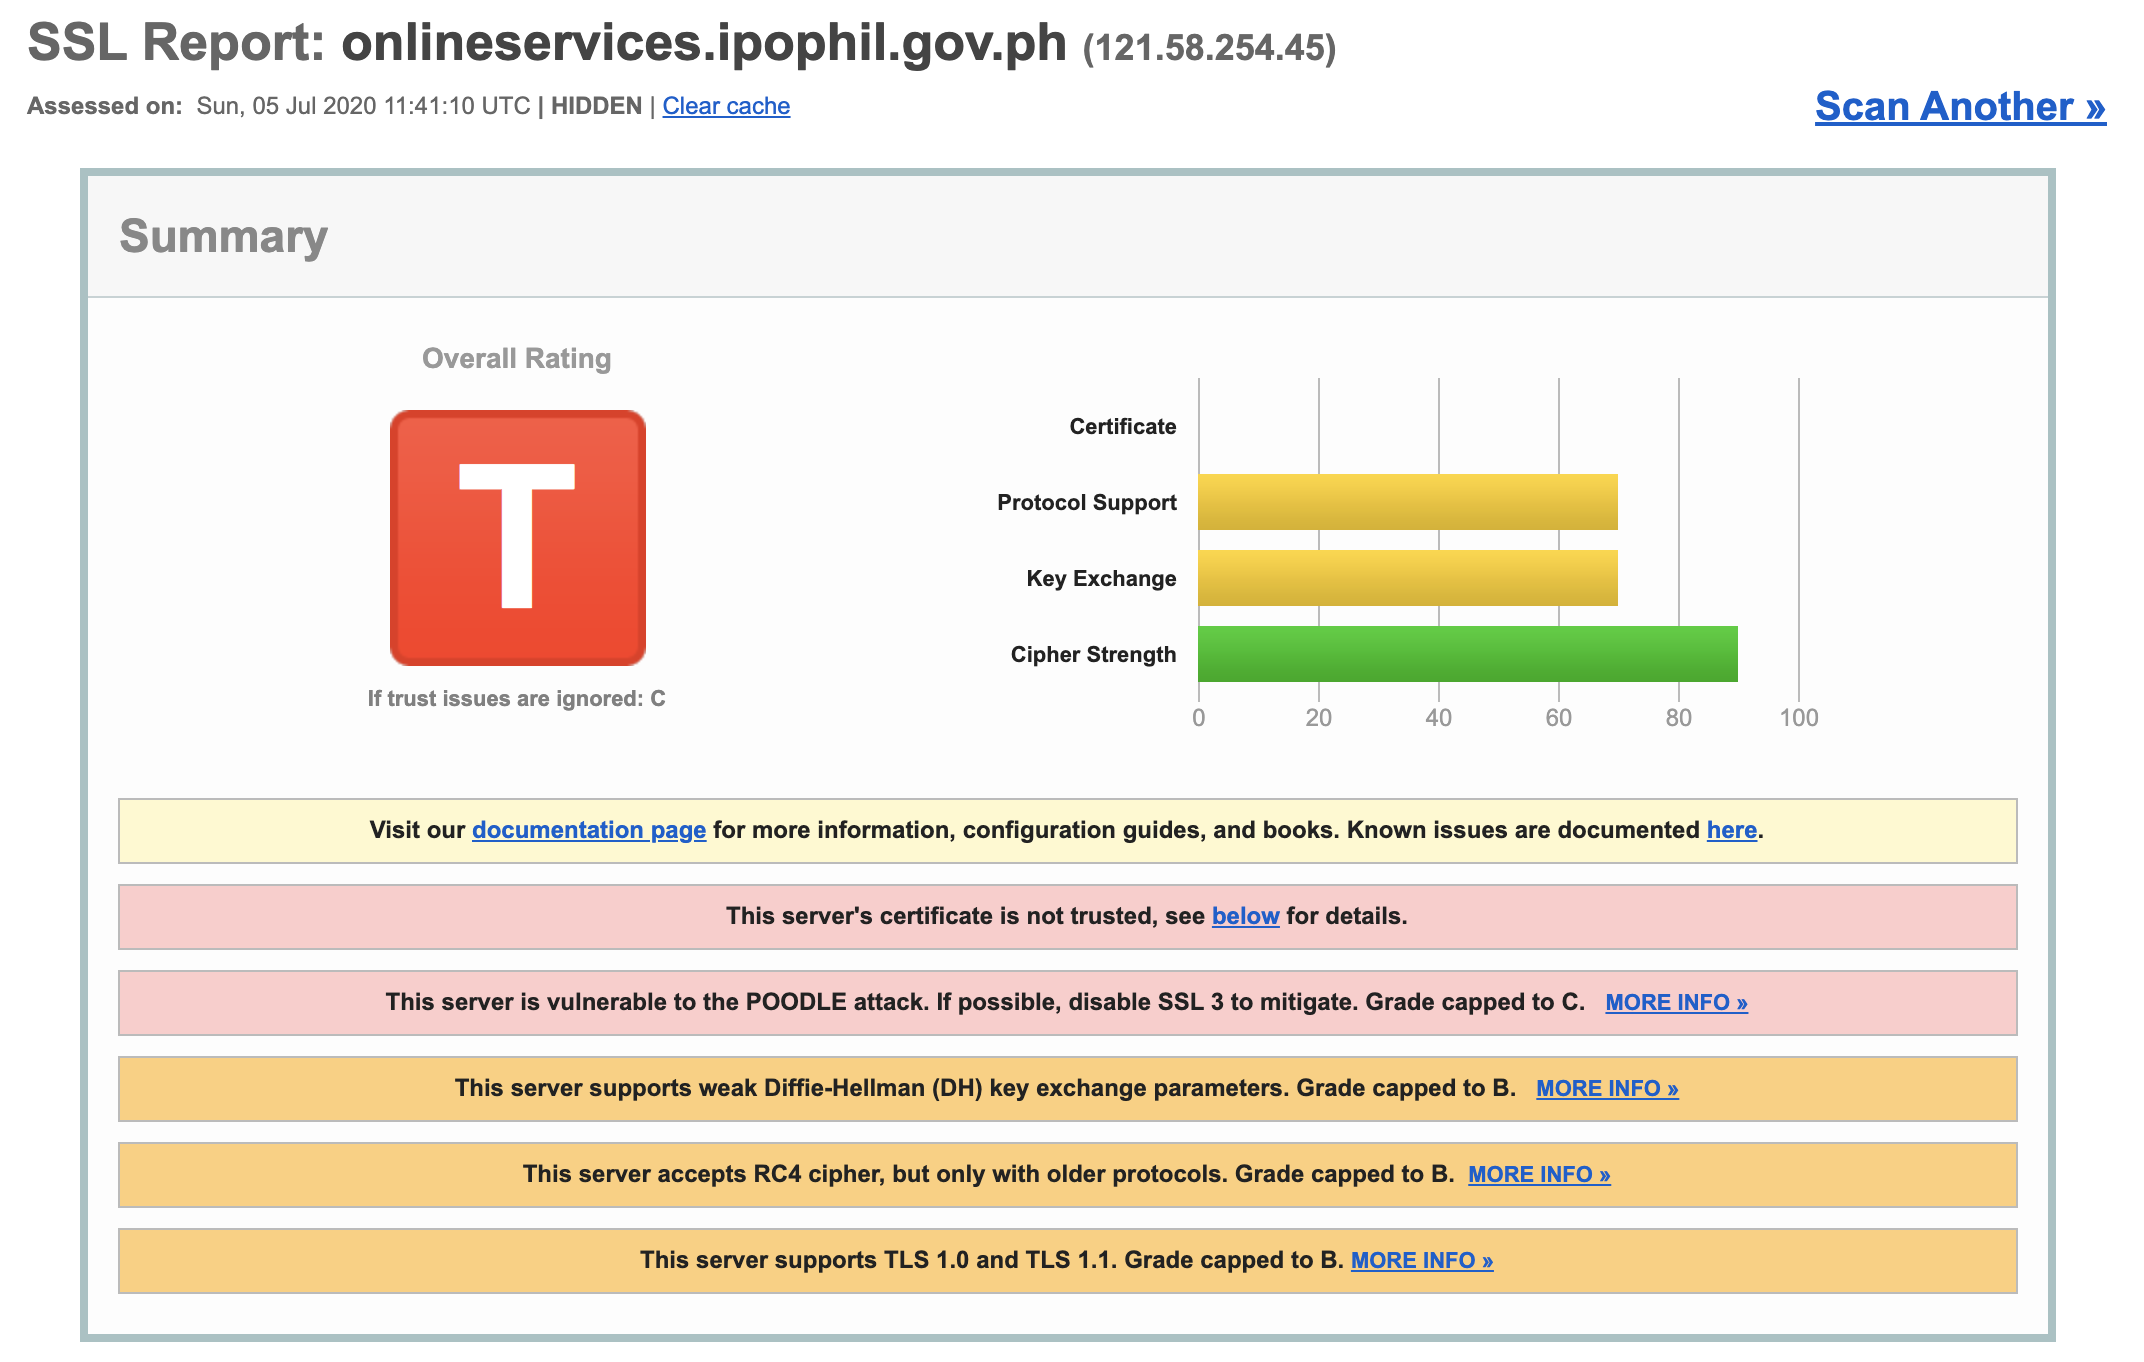 SSL Report: onlineservices.ipophil.gov.ph (121.58.254.45)
Assessed on: Sun, 05 Jul 2020 11:41:10 UTC | HIDDEN | Clear cache
Scan Another »
Summary
Overall Rating
T
If trust issues are ignored: C
Certificate
Protocol Support
Key Exchange
Cipher Strength
0 20 40 60 80 100
Visit our documentation page for more information, configuration guides, and books. Known issues are documented here.
This server's certificate is not trusted, see below for details.
This server is vulnerable to the POODLE attack. If possible, disable SSL 3 to mitigate. Grade capped to C. MORE INFO »
This server supports weak Diffie-Hellman (DH) key exchange parameters. Grade capped to B. MORE INFO »
This server accepts RC4 cipher, but only with older protocols. Grade capped to B. MORE INFO »
This server supports TLS 1.0 and TLS 1.1. Grade capped to B. MORE INFO »